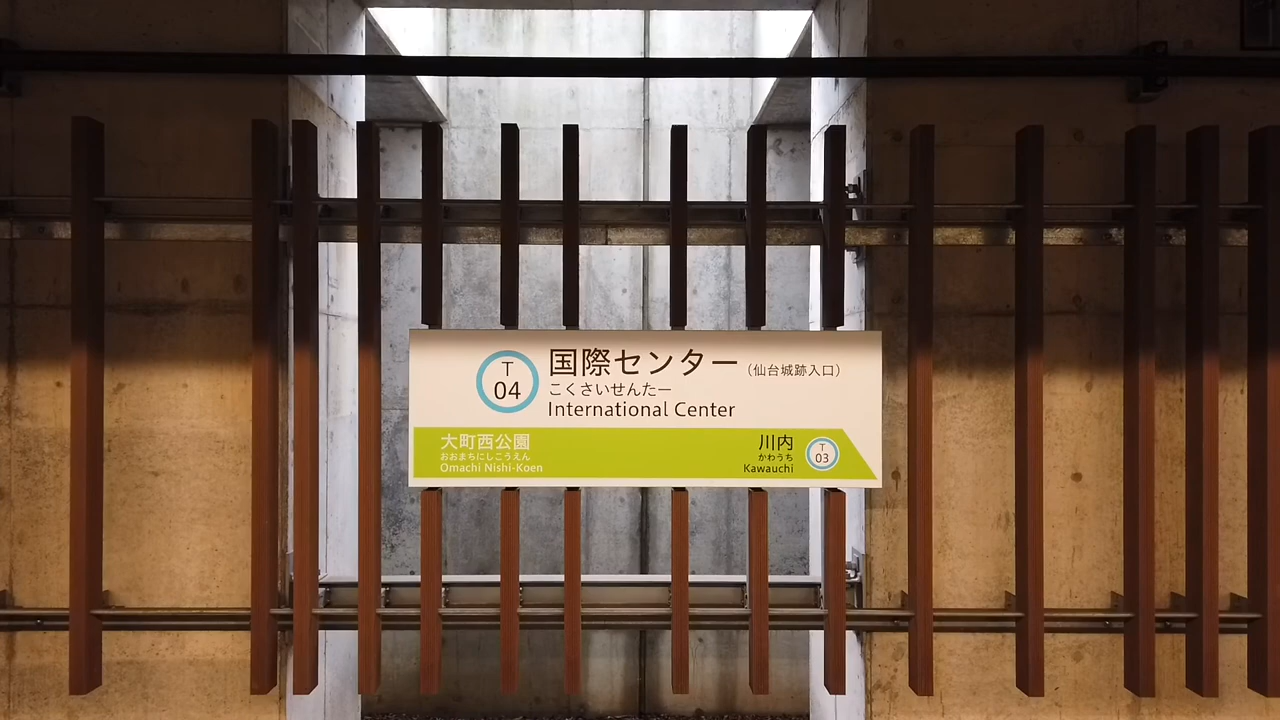 T
04
国際センター（仙台城跡入口）
こくさいせんたー
International Center
大町西公園
おおまちにしこうえん
Omachi Nishi-Koen
川内
かわうち
Kawauchi
T
03